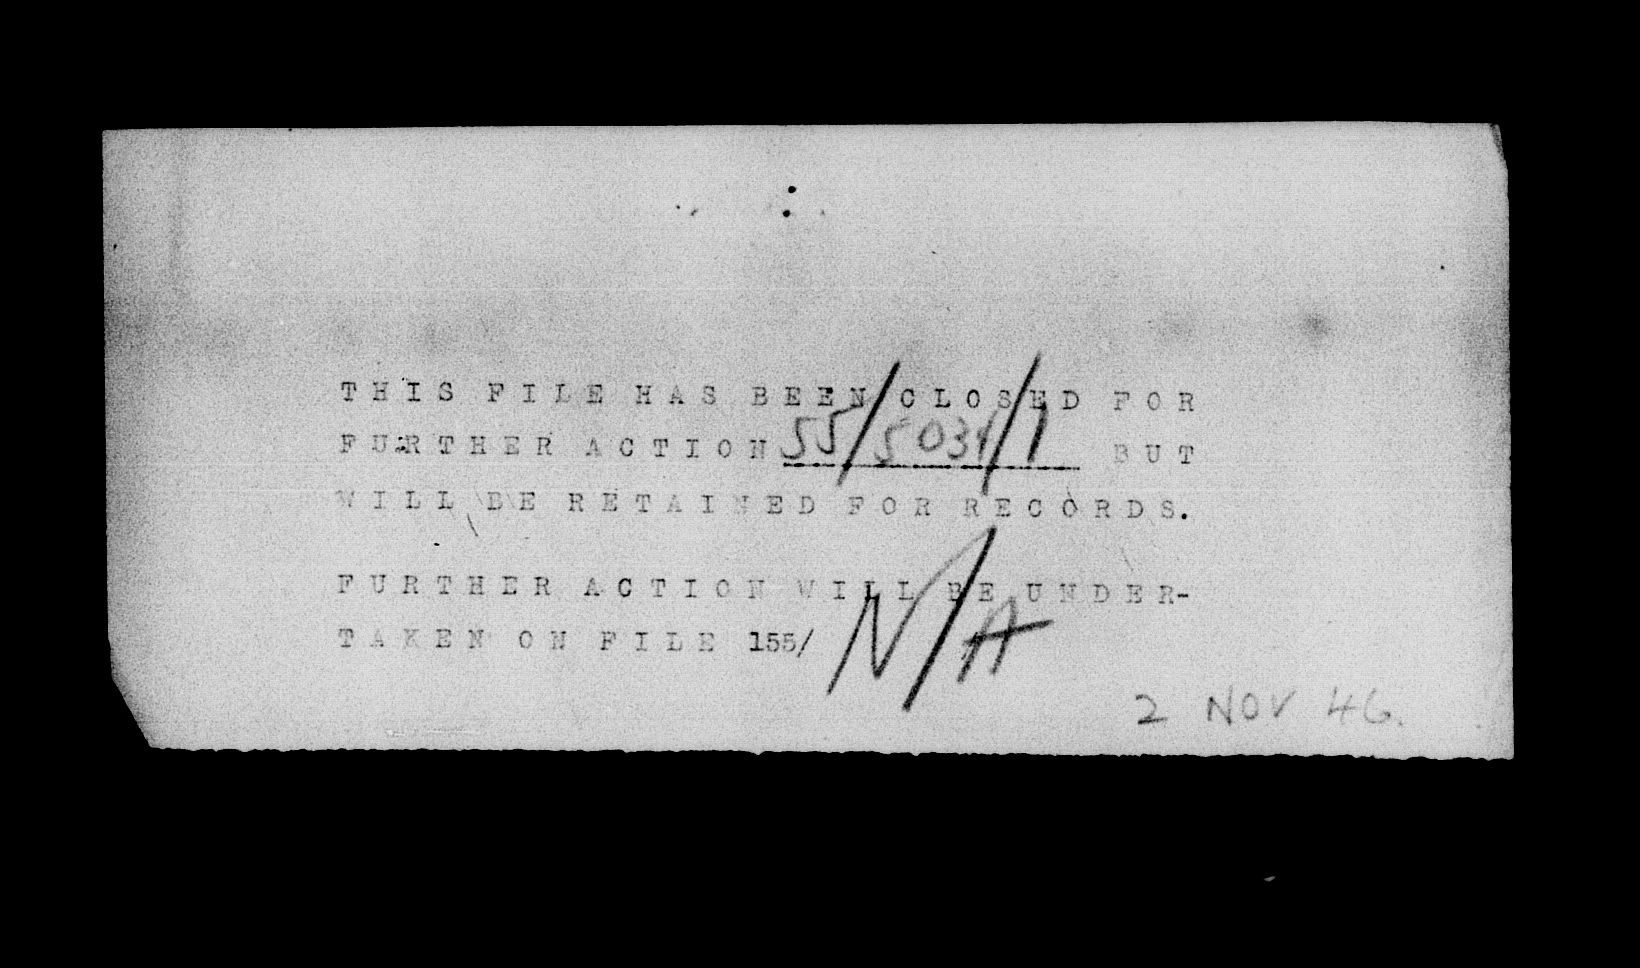 THIS FILE HAS BEEN CLOSED FOR
FURTHER ACTION 55/5034/1 BUT
WILL BE RETAINED FOR RECORDS.
FURTHER ACTION WILL BE UNDER-
TAKEN ON FILE 155/ N/A
2 NOV 46.